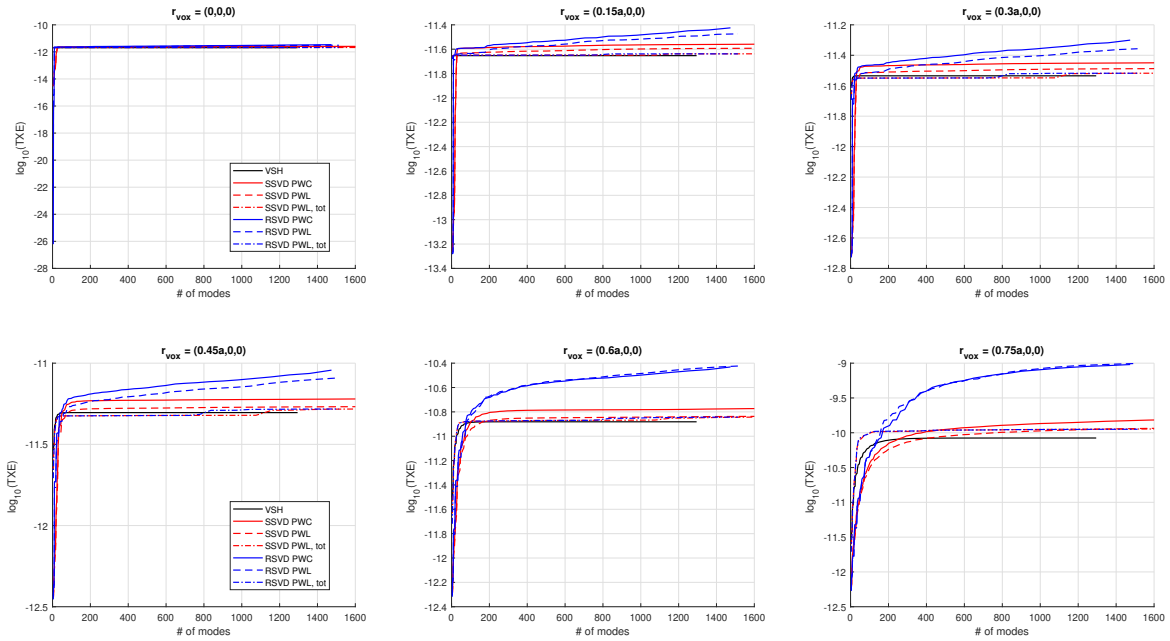 r_vox = (0,0,0)
-10
-12
-14
-16
-18
-20
-22
-24
-26
-28
log_10(TXE)
0 200 400 600 800 1000 1200 1400 1600
# of modes
VSH
SSVD PWC
SSVD PWL
SSVD PWL, tot
RSVD PWC
RSVD PWL
RSVD PWL, tot
r_vox = (0.15a,0,0)
-11.4
-11.6
-11.8
-12
-12.2
-12.4
-12.6
-12.8
-13
-13.2
-13.4
log_10(TXE)
0 200 400 600 800 1000 1200 1400 1600
# of modes
r_vox = (0.3a,0,0)
-11.2
-11.4
-11.6
-11.8
-12
-12.2
-12.4
-12.6
-12.8
log_10(TXE)
0 200 400 600 800 1000 1200 1400 1600
# of modes
r_vox = (0.45a,0,0)
-11
-11.5
-12
-12.5
log_10(TXE)
0 200 400 600 800 1000 1200 1400 1600
# of modes
VSH
SSVD PWC
SSVD PWL
SSVD PWL, tot
RSVD PWC
RSVD PWL
RSVD PWL, tot
r_vox = (0.6a,0,0)
-10.4
-10.6
-10.8
-11
-11.2
-11.4
-11.6
-11.8
-12
-12.2
-12.4
log_10(TXE)
0 200 400 600 800 1000 1200 1400 1600
# of modes
r_vox = (0.75a,0,0)
-9
-9.5
-10
-10.5
-11
-11.5
-12
log_10(TXE)
0 200 400 600 800 1000 1200 1400 1600
# of modes